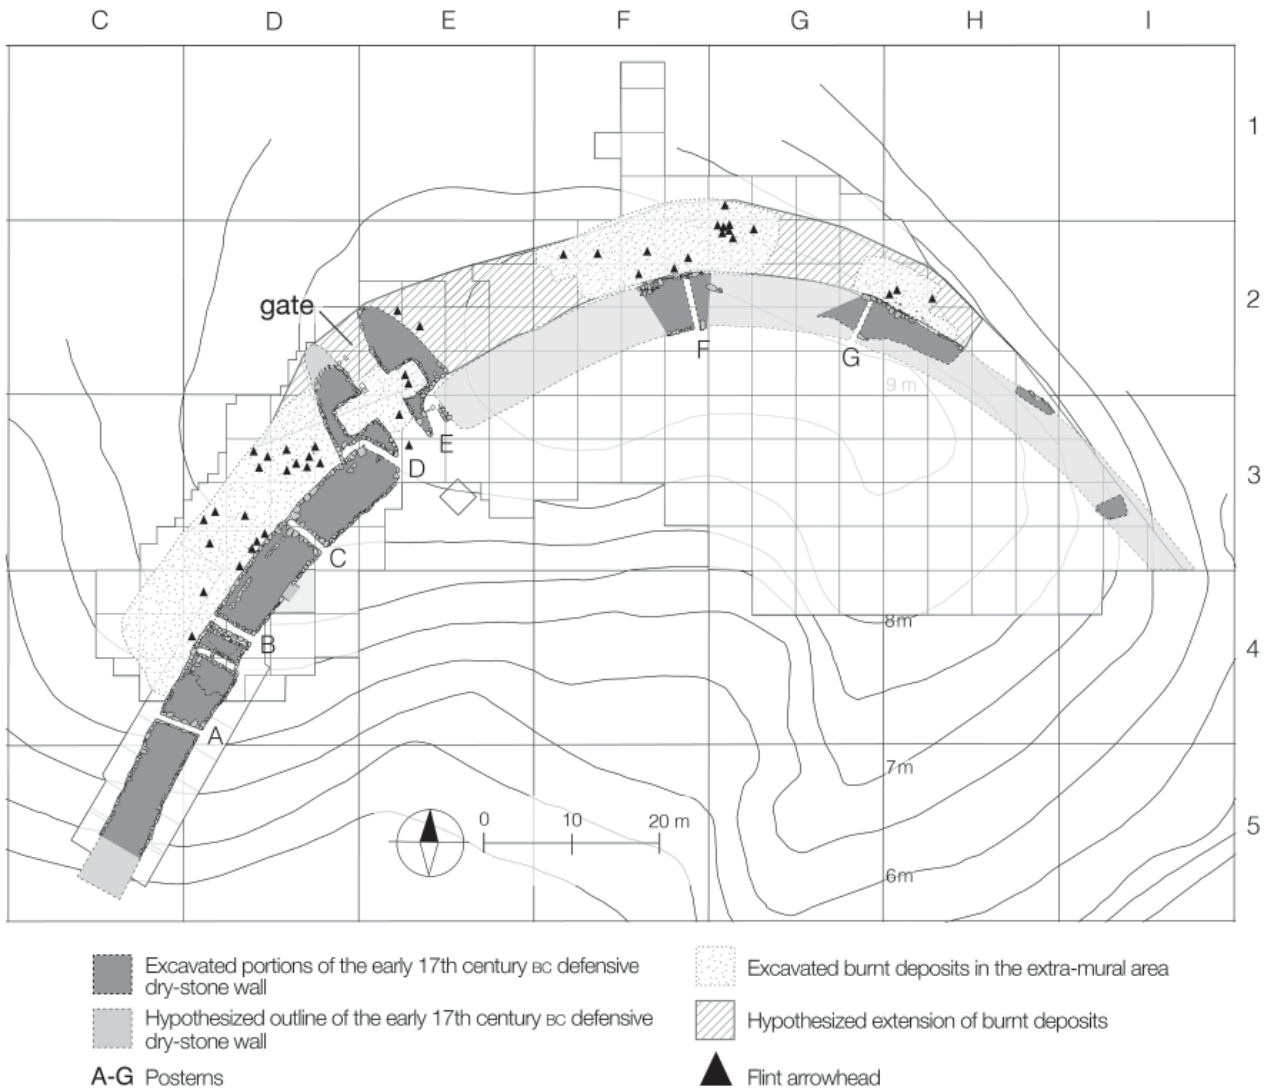 C D E F G H I
1
gate
2
F
G
9 m
E
D
3
C
8m
B
4
A
7m
0 10 20 m
5
6m
Excavated portions of the early 17th century BC defensive
dry-stone wall
Hypothesized outline of the early 17th century BC defensive
dry-stone wall
A-G Posterns
Excavated burnt deposits in the extra-mural area
Hypothesized extension of burnt deposits
Flint arrowhead